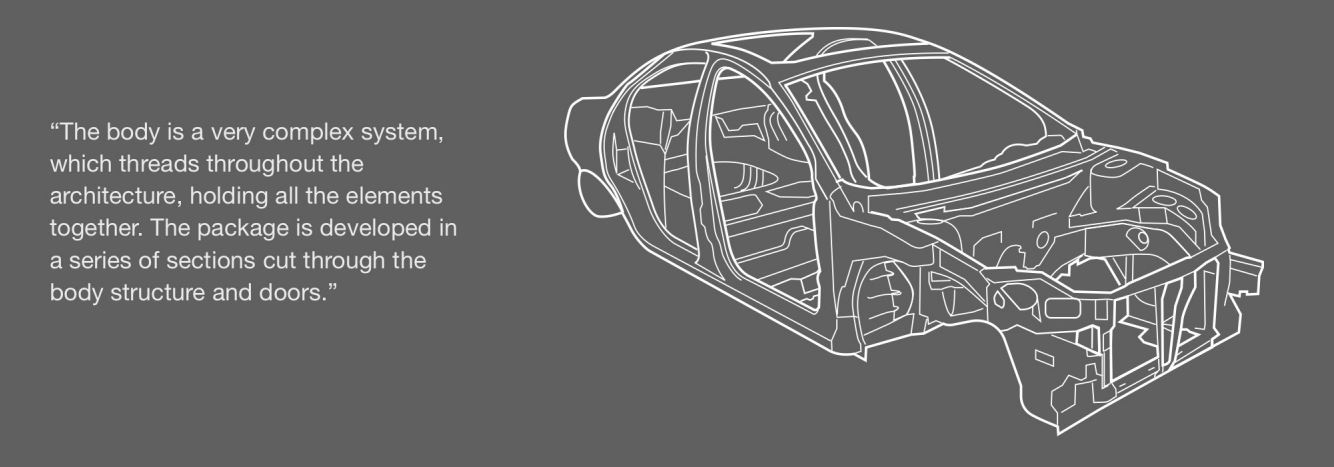 “The body is a very complex system,
which threads throughout the
architecture, holding all the elements
together. The package is developed in
a series of sections cut through the
body structure and doors.”